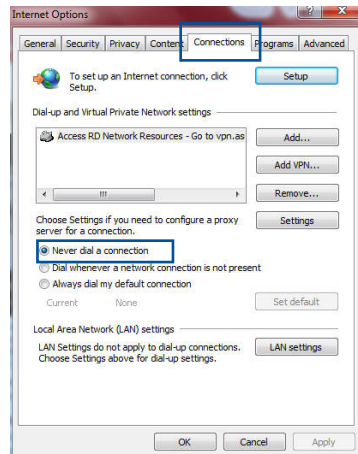 Internet Options
General Security Privacy Content Connections Programs Advanced
To set up an Internet connection, click
Setup.
Setup
Dial-up and Virtual Private Network settings
Access RD Network Resources - Go to vpn.as
Add...
Add VPN...
Remove...
Choose Settings if you need to configure a proxy
server for a connection.
Settings
Never dial a connection
Dial whenever a network connection is not present
Always dial my default connection
Current None
Set default
Local Area Network (LAN) settings
LAN Settings do not apply to dial-up connections.
Choose Settings above for dial-up settings.
LAN settings
OK Cancel Apply